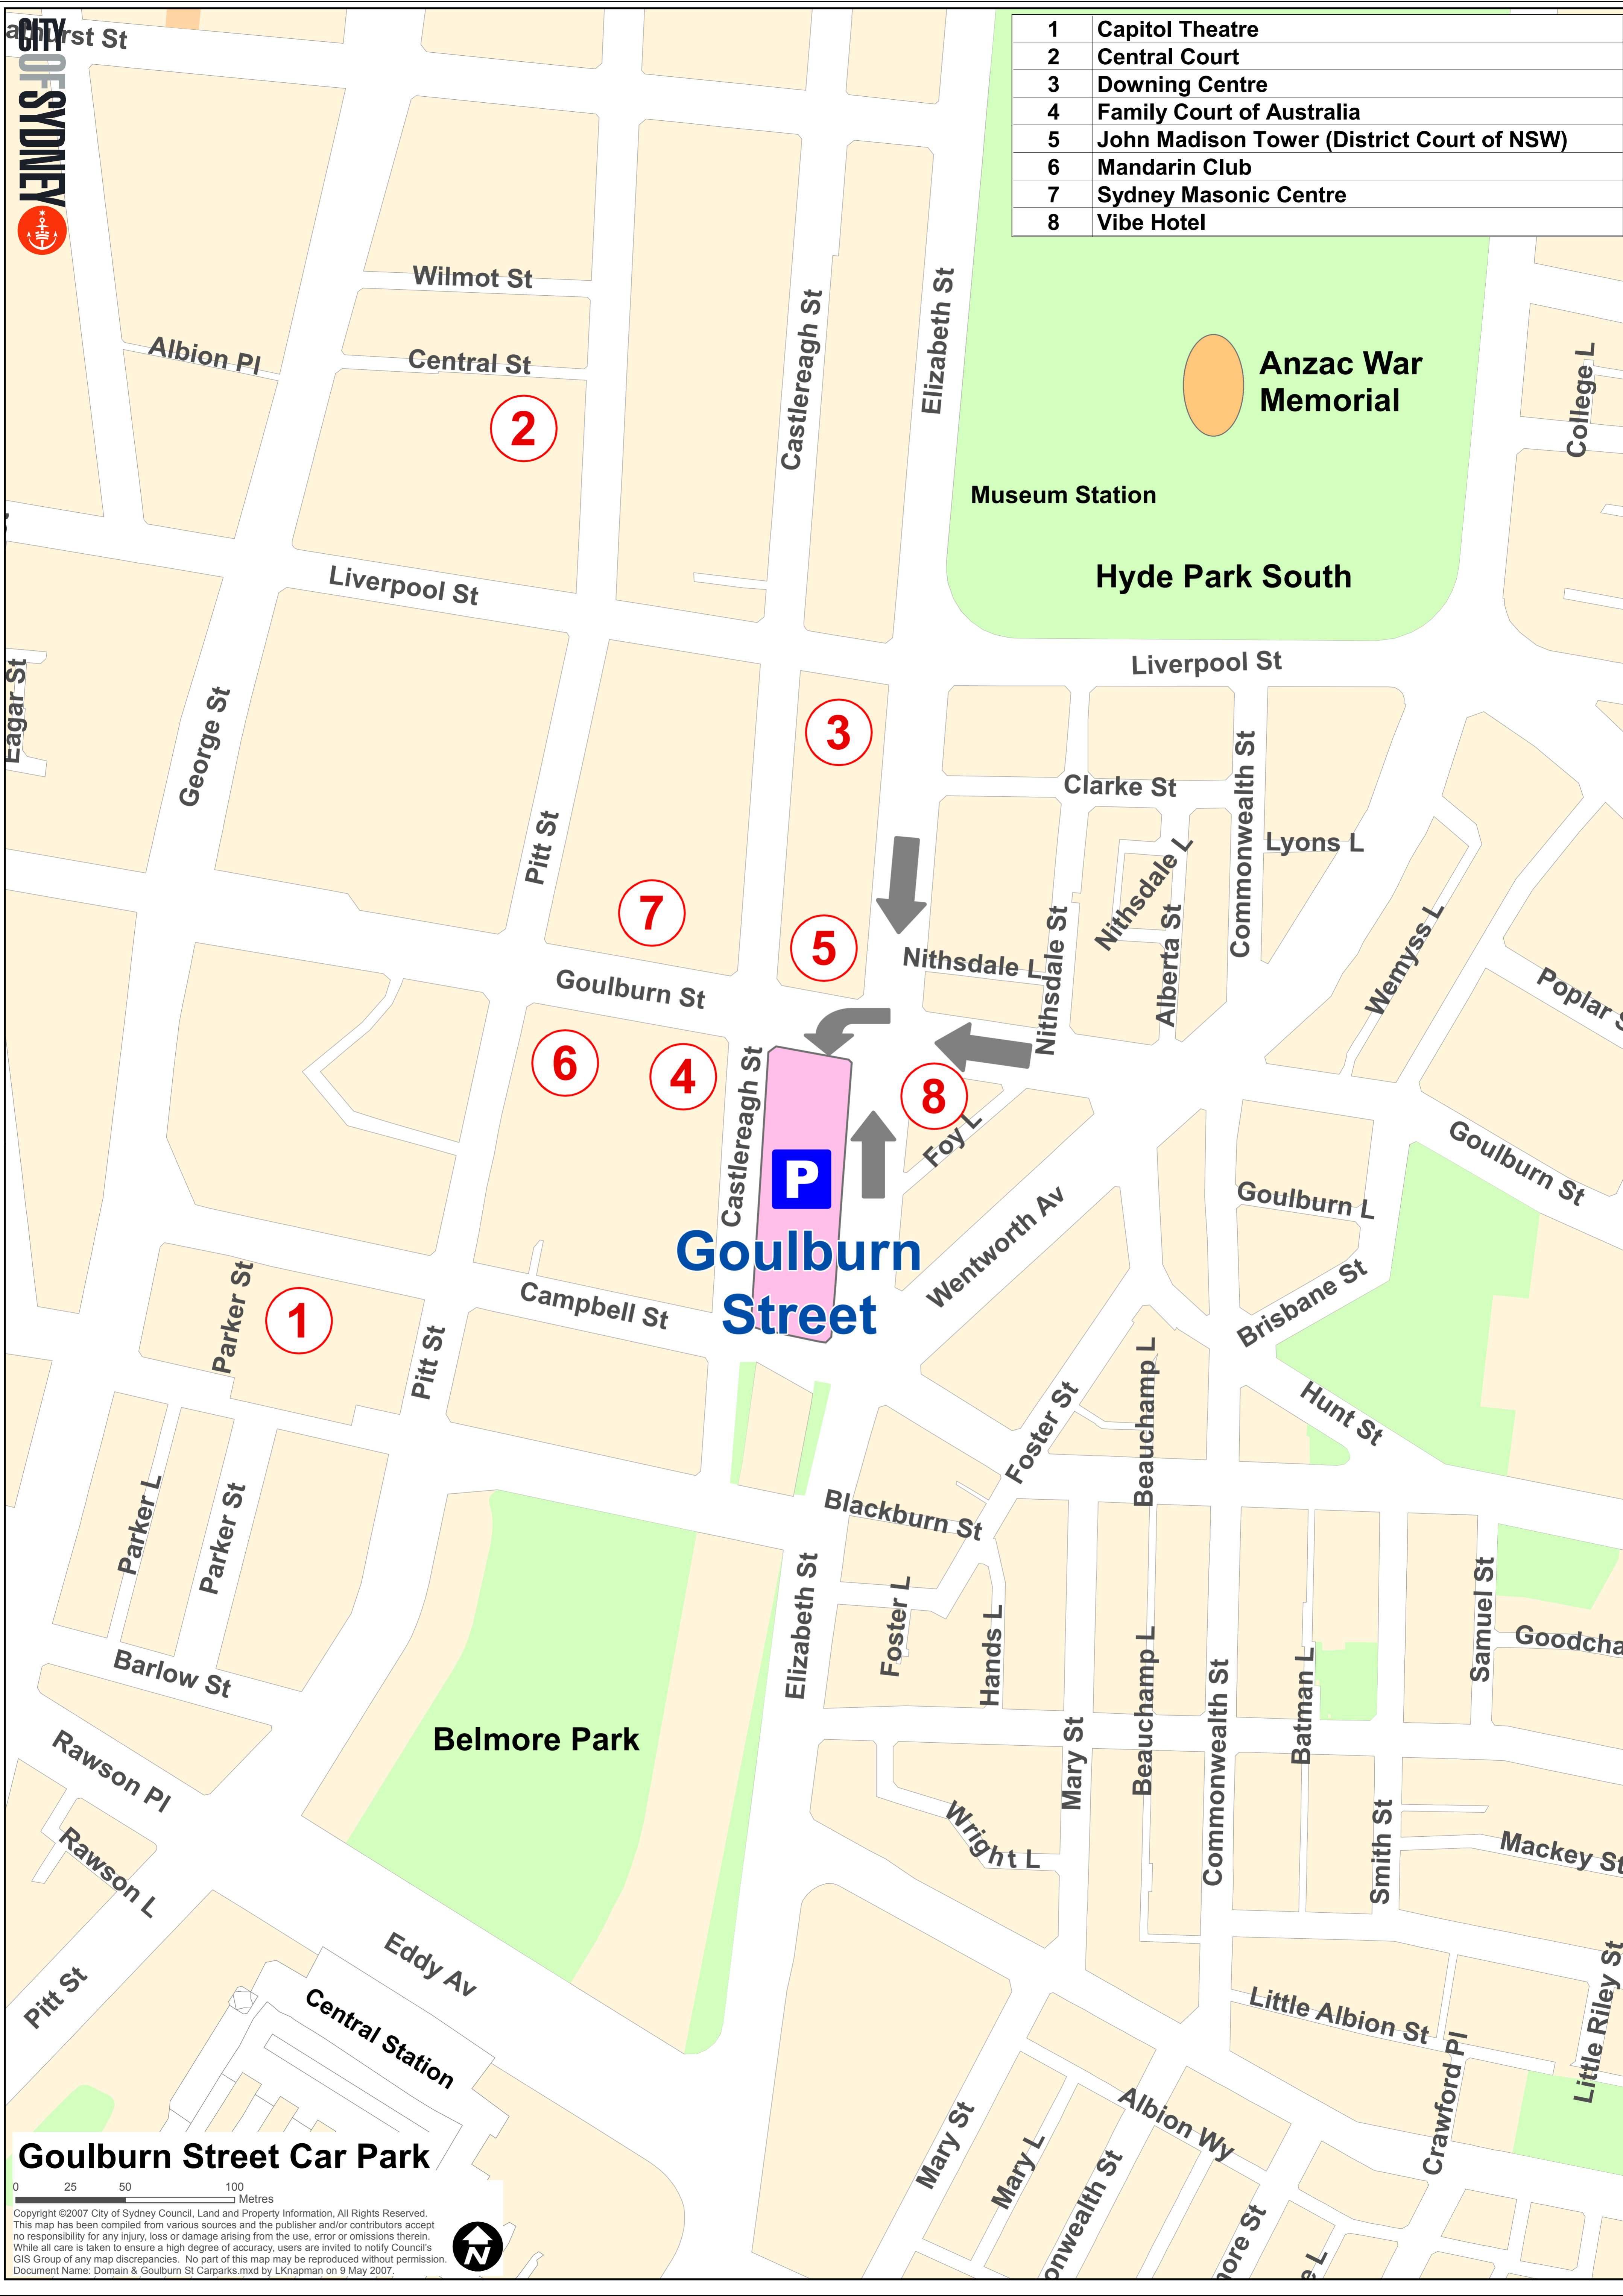 CITY OF SYDNEY
1 Capitol Theatre
2 Central Court
3 Downing Centre
4 Family Court of Australia
5 John Madison Tower (District Court of NSW)
6 Mandarin Club
7 Sydney Masonic Centre
8 Vibe Hotel
Wilmot St
Albion Pl
Central St
2
Castlereagh St
Elizabeth St
Anzac War
Memorial
College L
Museum Station
Hyde Park South
Liverpool St
Liverpool St
Eagar St
George St
3
Pitt St
Clarke St
Commonwealth St
Lyons L
Nithsdale L
7
5
Nithsdale L
Nithsdale St
Alberta St
Wemyss L
Poplar S
Goulburn St
6
4
Castlereagh St
8
Foy L
P
Goulburn
Street
Goulburn St
Goulburn L
Wentworth Av
Brisbane St
Campbell St
Parker St
1
Pitt St
Beauchamp L
Foster St
Hunt St
Parker L
Parker St
Blackburn St
Elizabeth St
Foster L
Hands L
Samuel St
Goodcha
Barlow St
Belmore Park
Mary St
Beauchamp L
Commonwealth St
Batman L
Rawson Pl
Rawson L
Wright L
Smith St
Mackey St
Pitt St
Eddy Av
Central Station
Little Albion St
Little Riley St
Crawford Pl
Albion Wy
Mary St
Mary L
onwealth St
more St
e L
Goulburn Street Car Park
0 25 50 100
Metres
Copyright ©2007 City of Sydney Council, Land and Property Information, All Rights Reserved.
This map has been compiled from various sources and the publisher and/or contributors accept
no responsibility for any injury, loss or damage arising from the use, error or omissions therein.
While all care is taken to ensure a high degree of accuracy, users are invited to notify Council's
GIS Group of any map discrepancies. No part of this map may be reproduced without permission.
Document Name: Domain & Goulburn St Carparks.mxd by LKnapman on 9 May 2007.
N